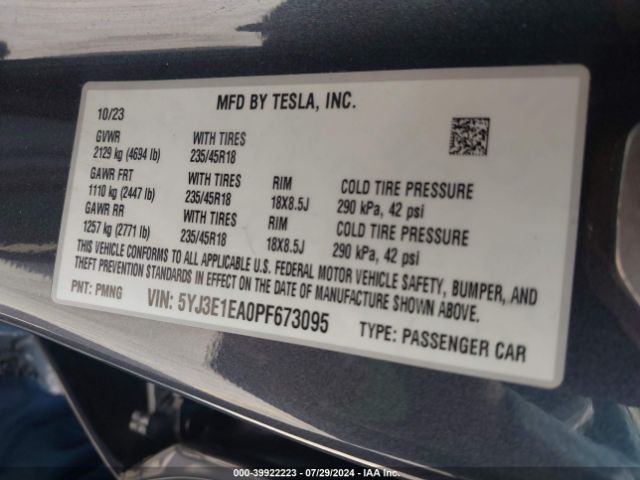 MFD BY TESLA, INC.
10/23
GVWR WITH TIRES
2129 kg (4694 lb) 235/45R18
GAWR FRT WITH TIRES RIM COLD TIRE PRESSURE
1110 kg (2447 lb) 235/45R18 18X8.5J 290 kPa, 42 psi
GAWR RR WITH TIRES RIM COLD TIRE PRESSURE
1257 kg (2771 lb) 235/45R18 18X8.5J 290 kPa, 42 psi
THIS VEHICLE CONFORMS TO ALL APPLICABLE U.S. FEDERAL MOTOR VEHICLE SAFETY, BUMPER, AND
THEFT PREVENTION STANDARDS IN EFFECT ON THE DATE OF MANUFACTURE SHOWN ABOVE.
PNT: PMNG VIN: 5YJ3E1EA0PF673095 TYPE: PASSENGER CAR
000-39922223 - 07/29/2024 - IAA Inc.